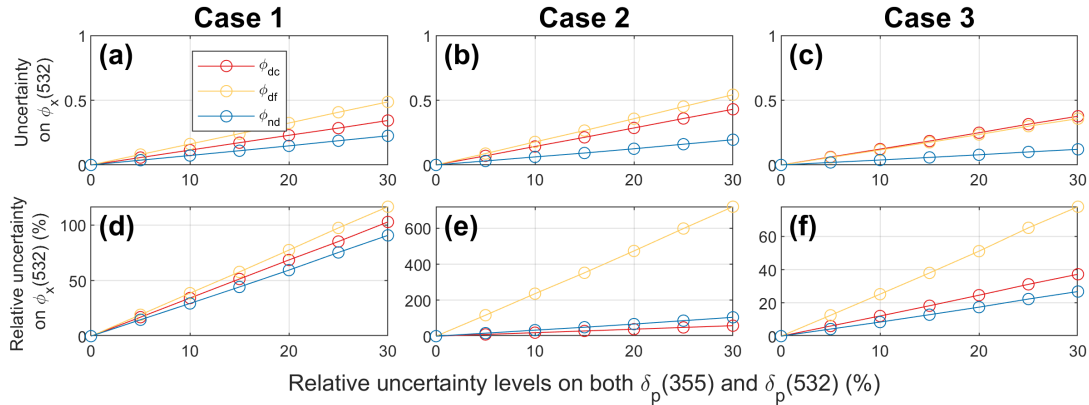 Case 1
Case 2
Case 3
Uncertainty
on ϕx(532)
1
0.5
0
(a)
ϕdc
ϕdf
ϕnd
0 10 20 30
1
0.5
0
(b)
0 10 20 30
1
0.5
0
(c)
0 10 20 30
Relative uncertainty
on ϕx(532) (%)
100
50
0
(d)
0 10 20 30
600
400
200
0
(e)
0 10 20 30
60
40
20
0
(f)
0 10 20 30
Relative uncertainty levels on both δp(355) and δp(532) (%)